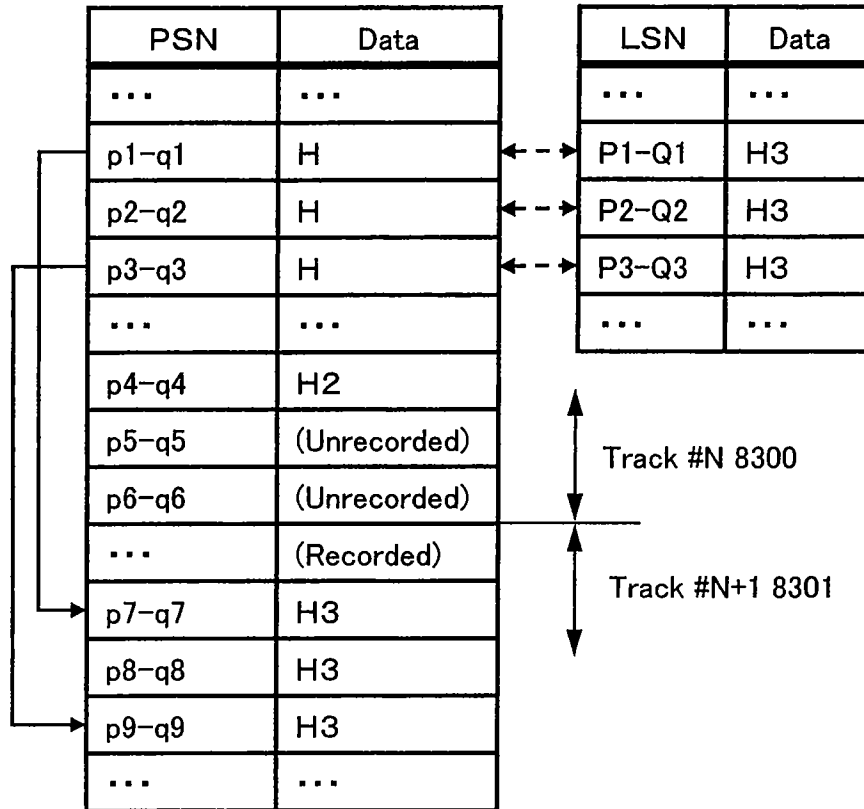 PSN Data
... ...
p1-q1 H
p2-q2 H
p3-q3 H
... ...
p4-q4 H2
p5-q5 (Unrecorded)
p6-q6 (Unrecorded)
... (Recorded)
p7-q7 H3
p8-q8 H3
p9-q9 H3
... ...
LSN Data
... ...
P1-Q1 H3
P2-Q2 H3
P3-Q3 H3
... ...
Track #N 8300
Track #N+1 8301